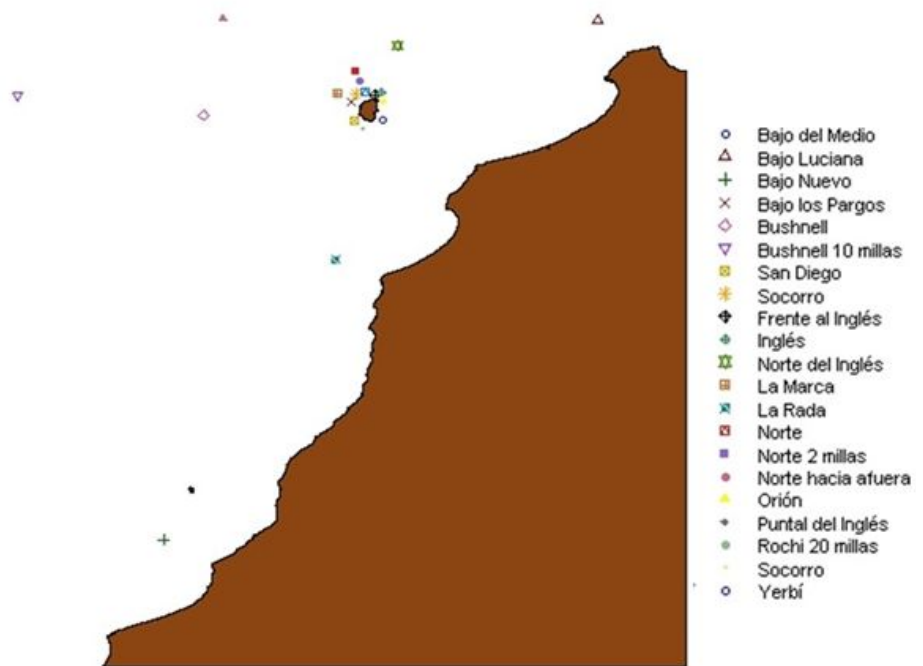 Bajo del Medio
Bajo Luciana
Bajo Nuevo
Bajo los Pargos
Bushnell
Bushnell 10 millas
San Diego
Socorro
Frente al Inglés
Inglés
Norte del Inglés
La Marca
La Rada
Norte
Norte 2 millas
Norte hacia afuera
Orión
Puntal del Inglés
Rochi 20 millas
Socorro
Yerbí